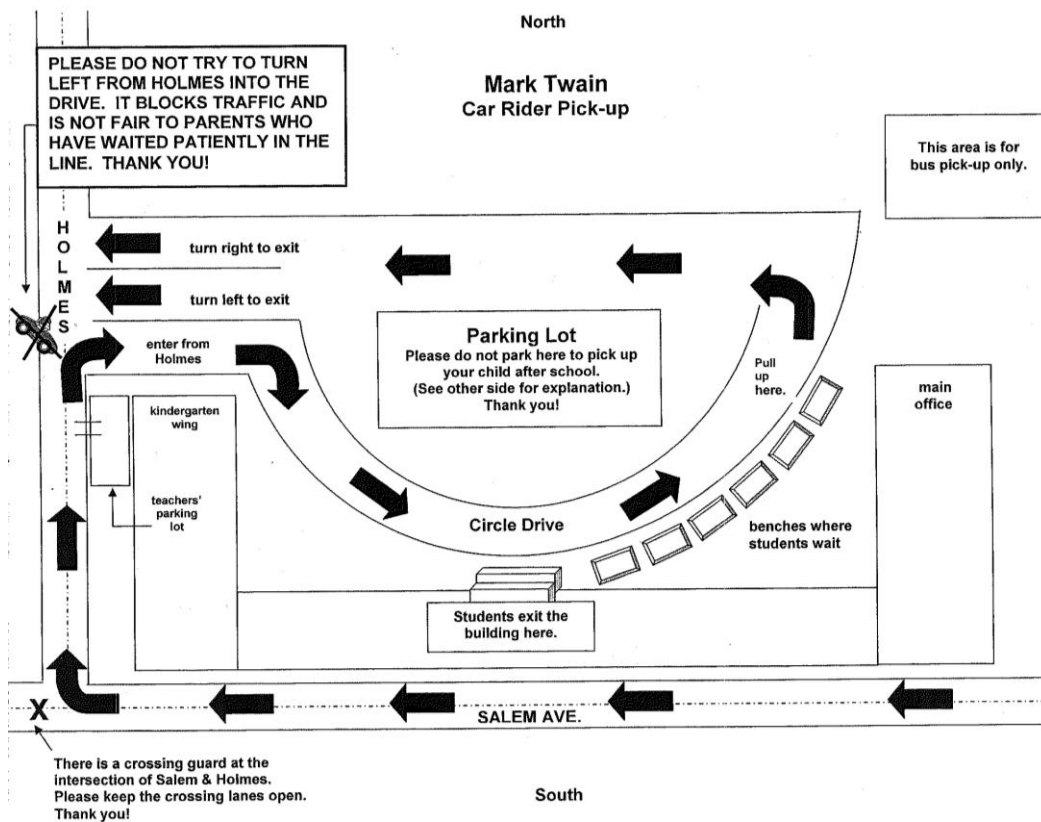 North
PLEASE DO NOT TRY TO TURN
LEFT FROM HOLMES INTO THE
DRIVE. IT BLOCKS TRAFFIC AND
IS NOT FAIR TO PARENTS WHO
HAVE WAITED PATIENTLY IN THE
LINE. THANK YOU!
Mark Twain
Car Rider Pick-up
This area is for
bus pick-up only.
HOLMES
turn right to exit
turn left to exit
enter from
Holmes
Parking Lot
Please do not park here to pick up
your child after school.
(See other side for explanation.)
Thank you!
Pull
up
here.
main
office
kindergarten
wing
teachers'
parking
lot
Circle Drive
benches where
students wait
Students exit the
building here.
X
SALEM AVE.
There is a crossing guard at the
intersection of Salem & Holmes.
Please keep the crossing lanes open.
Thank you!
South